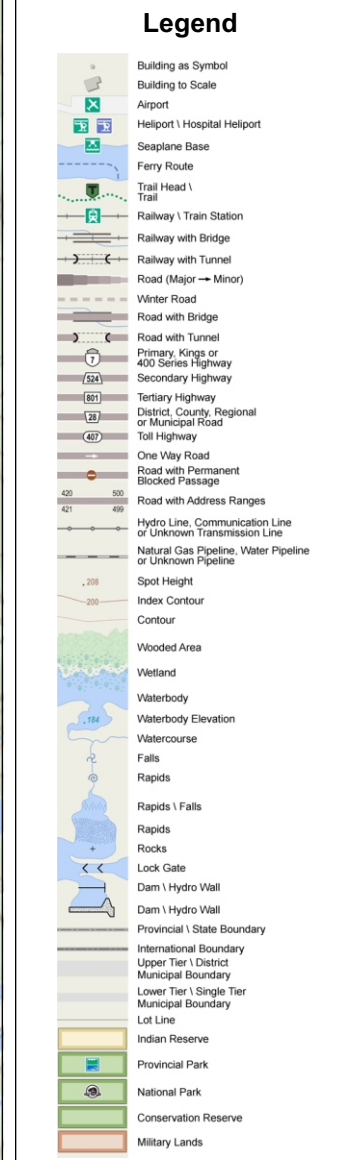 Legend
Building as Symbol
Building to Scale
Airport
Heliport \ Hospital Heliport
Seaplane Base
Ferry Route
T
Trail Head \
Trail
Railway \ Train Station
Railway with Bridge
Railway with Tunnel
Road (Major → Minor)
Winter Road
Road with Bridge
Road with Tunnel
7
Primary, Kings or
400 Series Highway
524 Secondary Highway
801 Tertiary Highway
28
District, County, Regional
or Municipal Road
407 Toll Highway
One Way Road
Road with Permanent
Blocked Passage
420 500
Road with Address Ranges
421 499
Hydro Line, Communication Line
or Unknown Transmission Line
Natural Gas Pipeline, Water Pipeline
or Unknown Pipeline
.208 Spot Height
200 Index Contour
Contour
Wooded Area
Wetland
Waterbody
.184 Waterbody Elevation
Watercourse
Falls
Rapids
Rapids \ Falls
Rapids
Rocks
Lock Gate
Dam \ Hydro Wall
Dam \ Hydro Wall
Provincial \ State Boundary
International Boundary
Upper Tier \ District
Municipal Boundary
Lower Tier \ Single Tier
Municipal Boundary
Lot Line
Indian Reserve
Provincial Park
National Park
Conservation Reserve
Military Lands